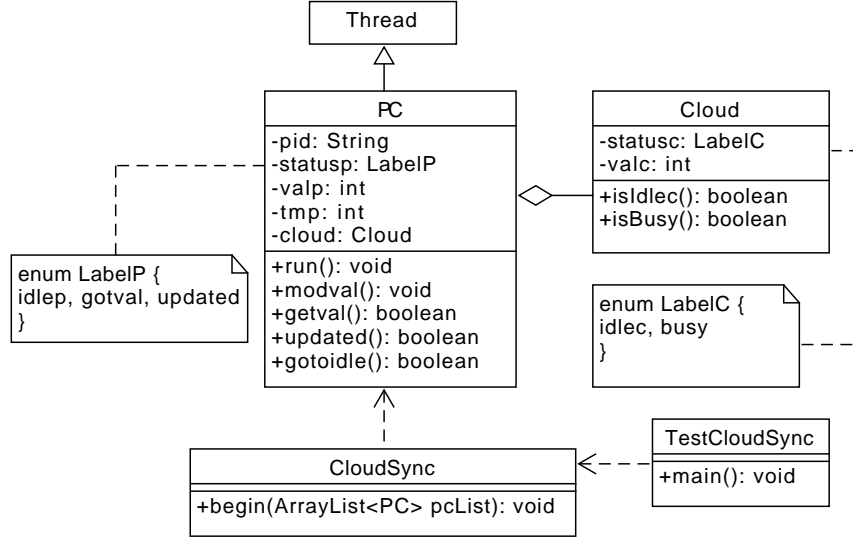 Thread
PC
-pid: String
-statusp: LabelP
-valp: int
-tmp: int
-cloud: Cloud
+run(): void
+modval(): void
+getval(): boolean
+updated(): boolean
+gotoidle(): boolean
Cloud
-statusc: LabelC
-valc: int
+isIdlec(): boolean
+isBusy(): boolean
enum LabelP {
idlep, gotval, updated
}
enum LabelC {
idlec, busy
}
CloudSync
+begin(ArrayList<PC> pcList): void
TestCloudSync
+main(): void